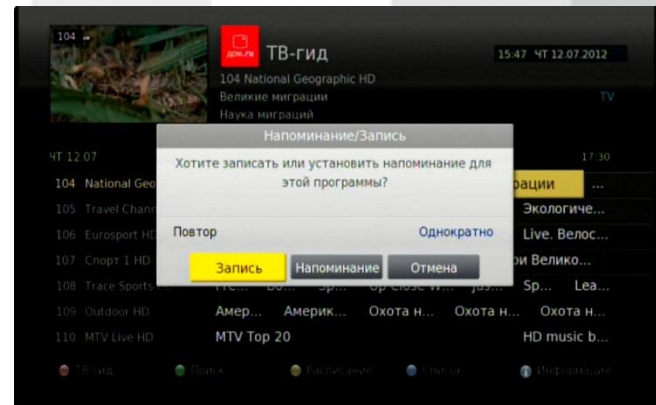 104
ДОМ.RU
ТВ-гид
15:47 ЧТ 12.07.2012
104 National Geographic HD
Великие миграции
TV
Наука миграций
Напоминание/Запись
ЧТ 12.07
17:30
Хотите записать или установить напоминание для
этой программы?
104 National Geo
рации ...
105 Travel Chann
Экологиче...
106 Eurosport HD
Повтор
Однократно
Live. Велос...
107 Спорт 1 HD
Запись
Напоминание
Отмена
ри Велико...
108 Trace Sports
Sp... Lea...
109 Outdoor HD
Амер... Америк... Охота н... Охота н... Охота н...
110 MTV Live HD
MTV Top 20
HD music b...
ТВ-гид
Поиск
Расписание
Список
Информация